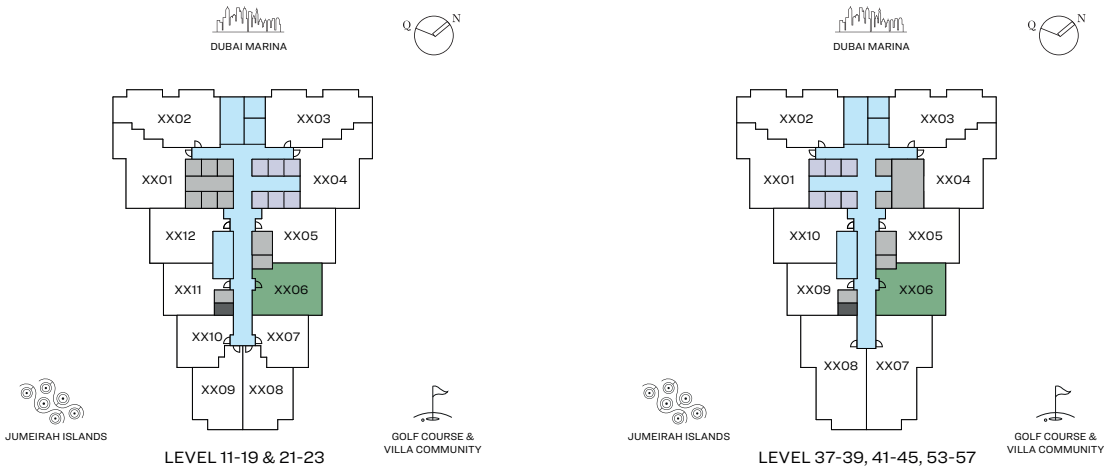 DUBAI MARINA
Q N
XX02 XX03
XX01 XX04
XX12 XX05
XX11 XX06
XX10 XX07
XX09 XX08
JUMEIRAH ISLANDS
GOLF COURSE &
VILLA COMMUNITY
LEVEL 11-19 & 21-23
DUBAI MARINA
Q N
XX02 XX03
XX01 XX04
XX10 XX05
XX09 XX06
XX08 XX07
JUMEIRAH ISLANDS
GOLF COURSE &
VILLA COMMUNITY
LEVEL 37-39, 41-45, 53-57